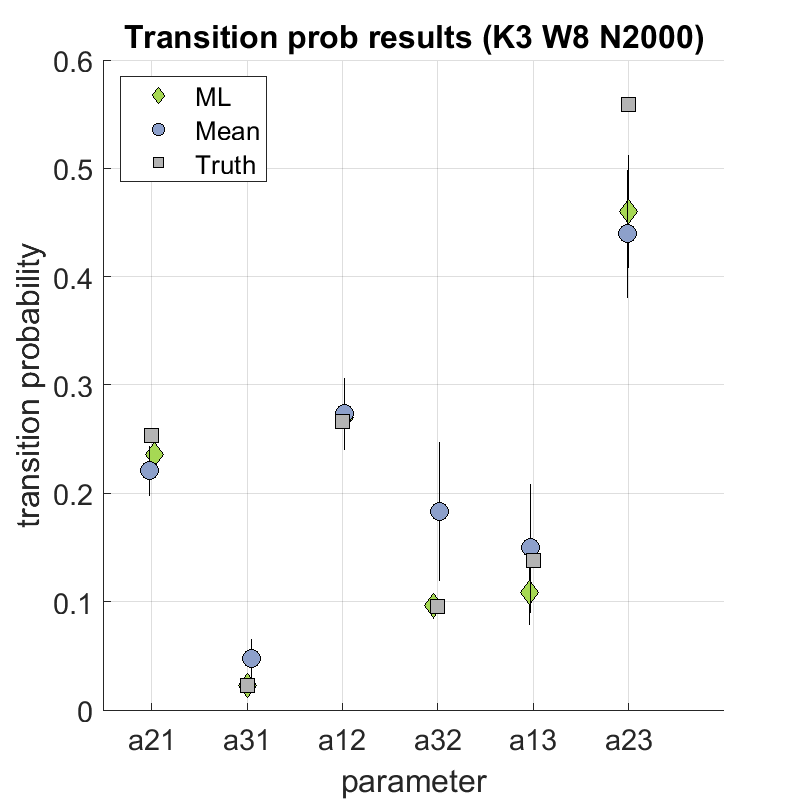 Transition prob results (K3 W8 N2000)
ML
Mean
Truth
0.6
0.5
0.4
0.3
0.2
0.1
0
transition probability
a21 a31 a12 a32 a13 a23
parameter